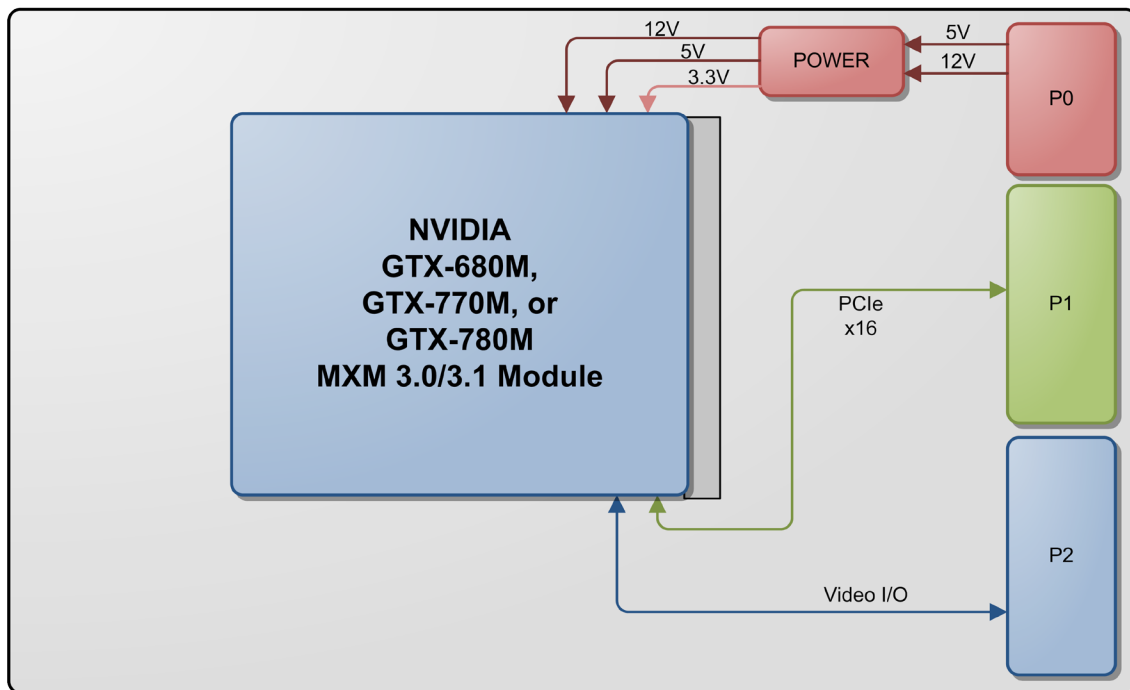 12V
5V
3.3V
POWER
5V
12V
P0
NVIDIA
GTX-680M,
GTX-770M, or
GTX-780M
MXM 3.0/3.1 Module
PCIe
x16
P1
Video I/O
P2